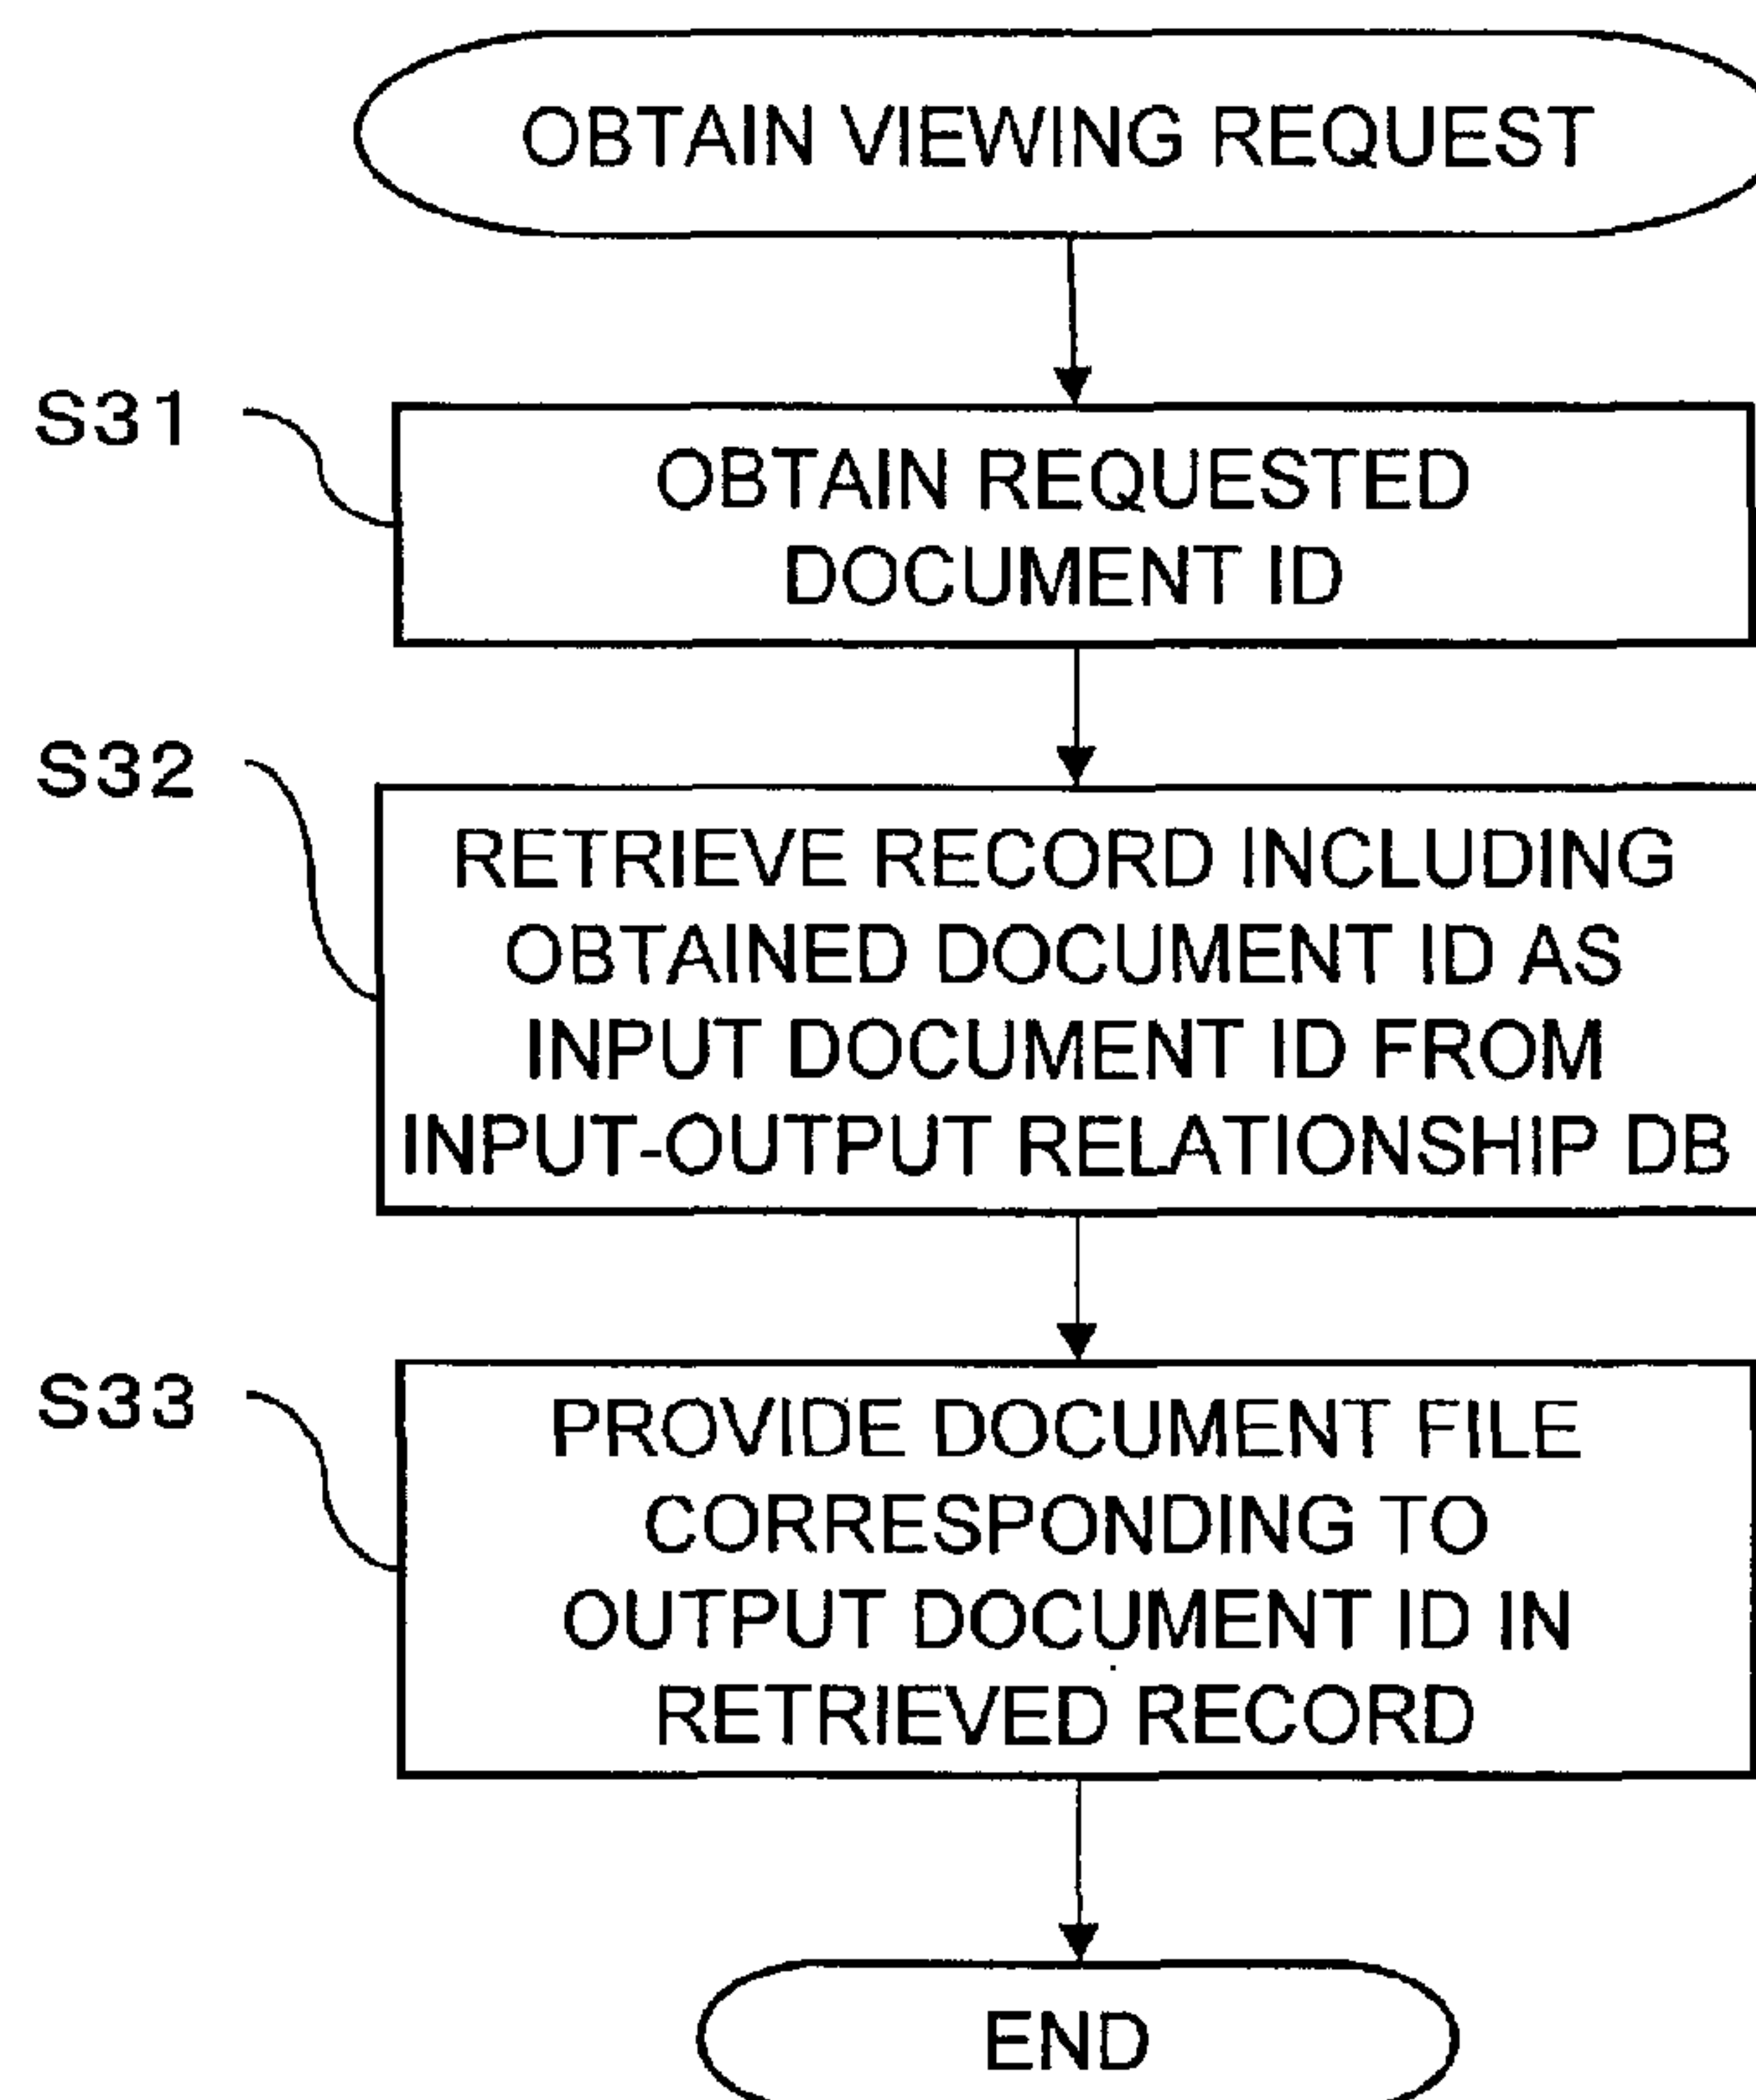 OBTAIN VIEWING REQUEST
S31
OBTAIN REQUESTED
DOCUMENT ID
S32
RETRIEVE RECORD INCLUDING
OBTAINED DOCUMENT ID AS
INPUT DOCUMENT ID FROM
INPUT-OUTPUT RELATIONSHIP DB
S33
PROVIDE DOCUMENT FILE
CORRESPONDING TO
OUTPUT DOCUMENT ID IN
RETRIEVED RECORD
END